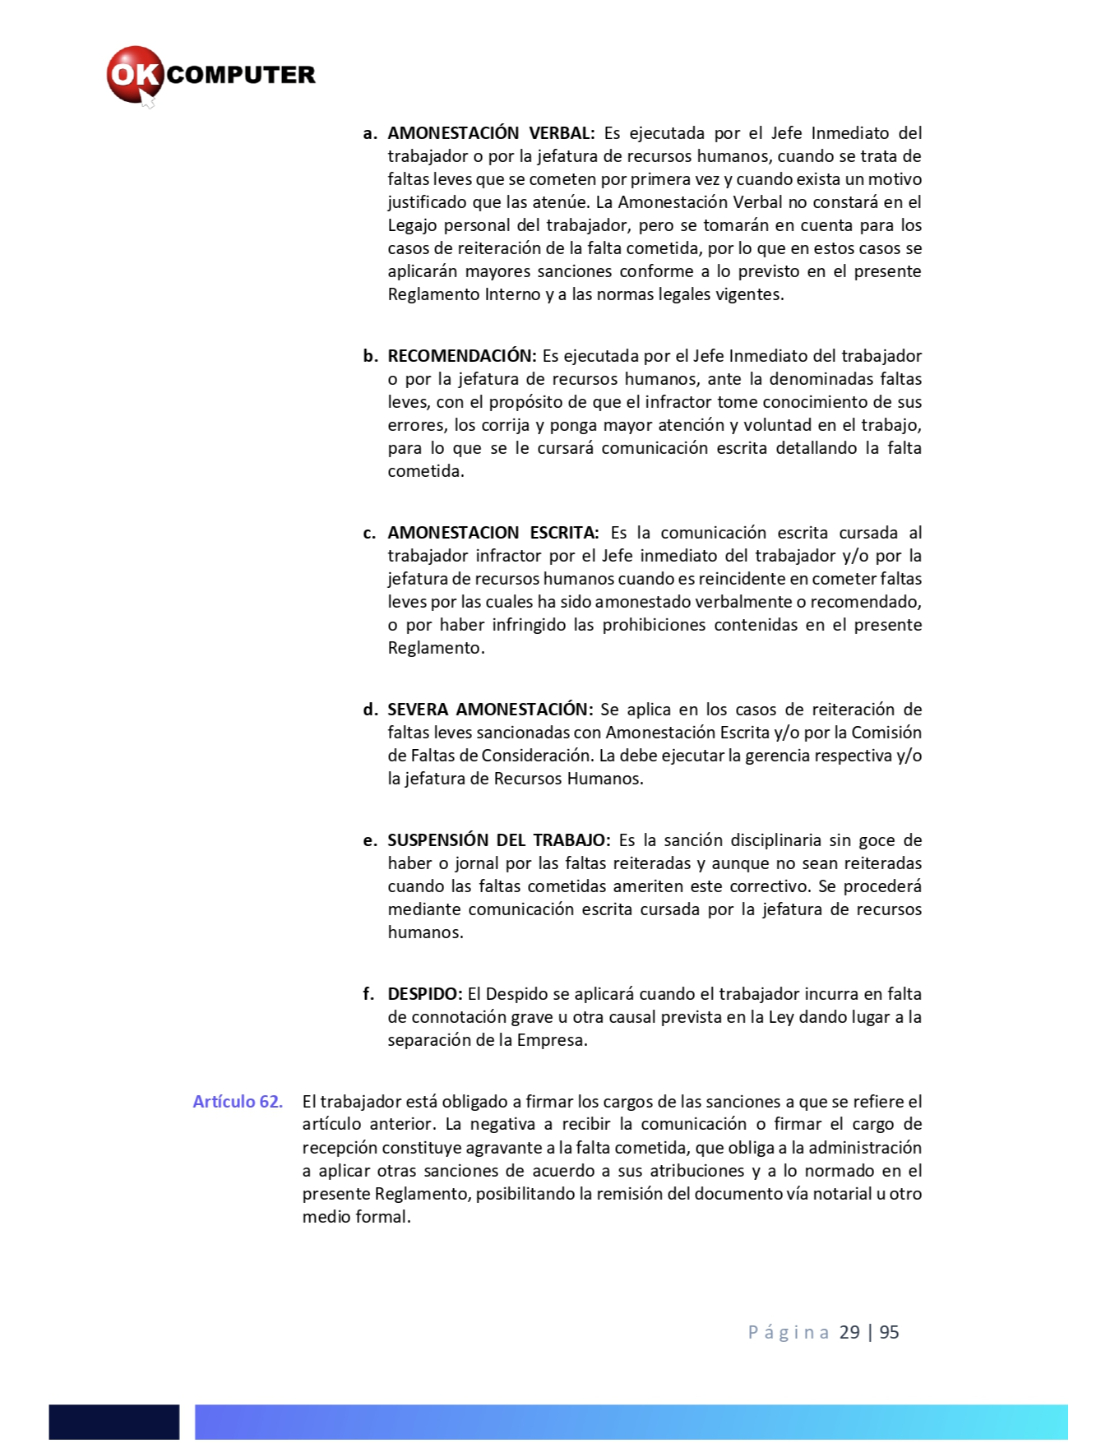 OK COMPUTER
a. AMONESTACIÓN VERBAL: Es ejecutada por el Jefe Inmediato del
trabajador o por la jefatura de recursos humanos, cuando se trata de
faltas leves que se cometen por primera vez y cuando exista un motivo
justificado que las atenúe. La Amonestación Verbal no constará en el
Legajo personal del trabajador, pero se tomarán en cuenta para los
casos de reiteración de la falta cometida, por lo que en estos casos se
aplicarán mayores sanciones conforme a lo previsto en el presente
Reglamento Interno y a las normas legales vigentes.
b. RECOMENDACIÓN: Es ejecutada por el Jefe Inmediato del trabajador
o por la jefatura de recursos humanos, ante la denominadas faltas
leves, con el propósito de que el infractor tome conocimiento de sus
errores, los corrija y ponga mayor atención y voluntad en el trabajo,
para lo que se le cursará comunicación escrita detallando la falta
cometida.
c. AMONESTACION ESCRITA: Es la comunicación escrita cursada al
trabajador infractor por el Jefe inmediato del trabajador y/o por la
jefatura de recursos humanos cuando es reincidente en cometer faltas
leves por las cuales ha sido amonestado verbalmente o recomendado,
o por haber infringido las prohibiciones contenidas en el presente
Reglamento.
d. SEVERA AMONESTACIÓN: Se aplica en los casos de reiteración de
faltas leves sancionadas con Amonestación Escrita y/o por la Comisión
de Faltas de Consideración. La debe ejecutar la gerencia respectiva y/o
la jefatura de Recursos Humanos.
e. SUSPENSIÓN DEL TRABAJO: Es la sanción disciplinaria sin goce de
haber o jornal por las faltas reiteradas y aunque no sean reiteradas
cuando las faltas cometidas ameriten este correctivo. Se procederá
mediante comunicación escrita cursada por la jefatura de recursos
humanos.
f. DESPIDO: El Despido se aplicará cuando el trabajador incurra en falta
de connotación grave u otra causal prevista en la Ley dando lugar a la
separación de la Empresa.
Artículo 62. El trabajador está obligado a firmar los cargos de las sanciones a que se refiere el
artículo anterior. La negativa a recibir la comunicación o firmar el cargo de
recepción constituye agravante a la falta cometida, que obliga a la administración
a aplicar otras sanciones de acuerdo a sus atribuciones y a lo normado en el
presente Reglamento, posibilitando la remisión del documento vía notarial u otro
medio formal.
Página 29 | 95